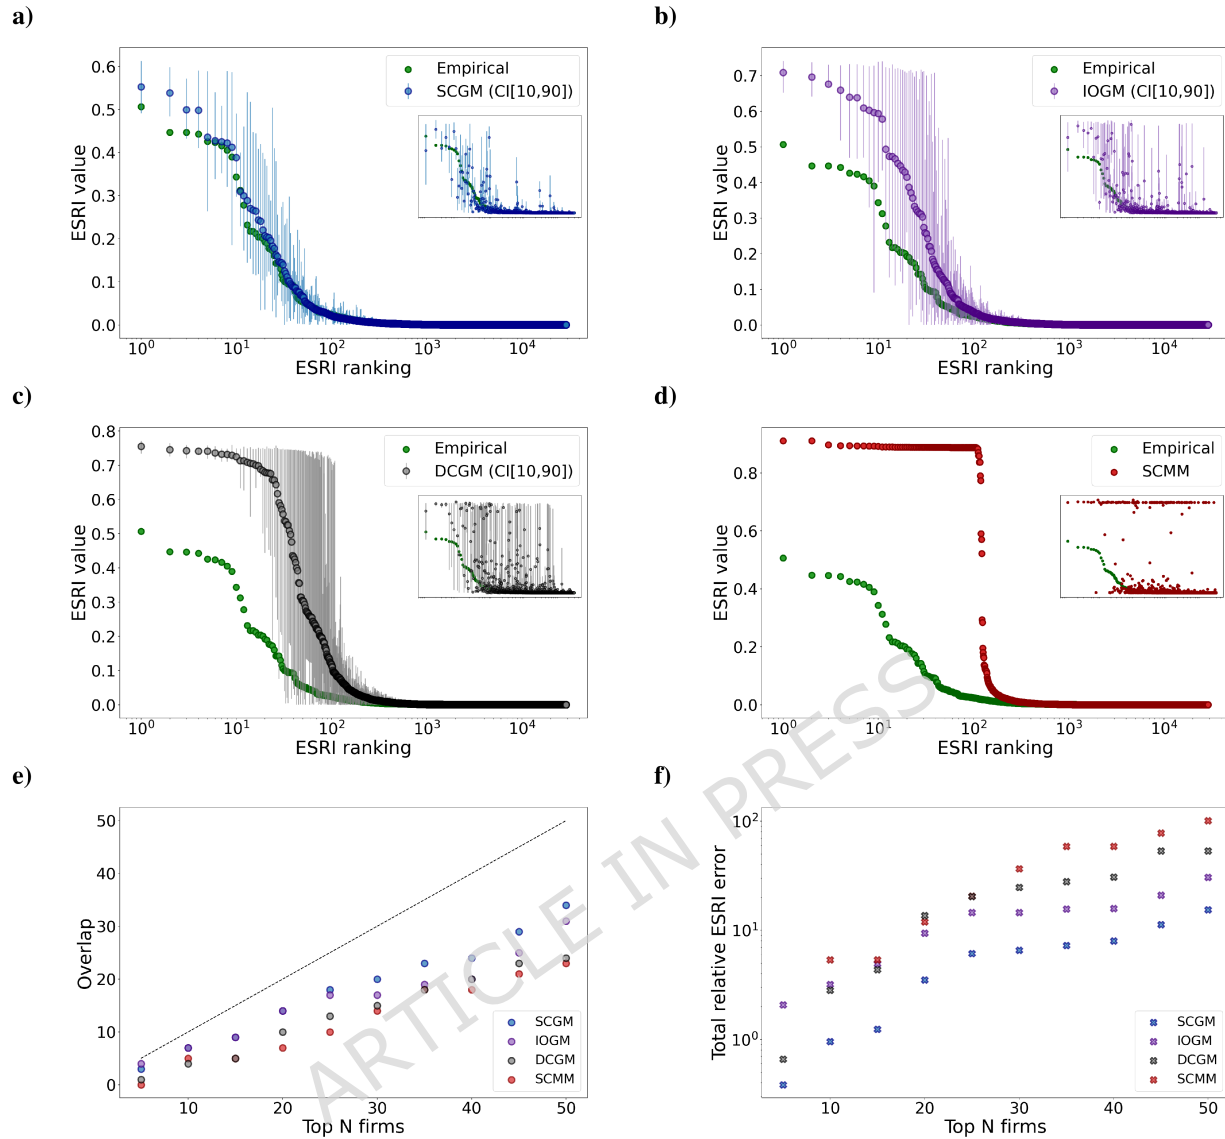 a)
ESRI value
0.6
0.5
0.4
0.3
0.2
0.1
0.0
Empirical
SCGM (CI[10,90])
10⁰
10¹
10²
10³
10⁴
ESRI ranking
b)
ESRI value
0.7
0.6
0.5
0.4
0.3
0.2
0.1
0.0
Empirical
IOGM (CI[10,90])
10⁰
10¹
10²
10³
10⁴
ESRI ranking
c)
ESRI value
0.8
0.7
0.6
0.5
0.4
0.3
0.2
0.1
0.0
Empirical
DCGM (CI[10,90])
10⁰
10¹
10²
10³
10⁴
ESRI ranking
d)
ESRI value
0.8
0.6
0.4
0.2
0.0
Empirical
SCMM
10⁰
10¹
10²
10³
10⁴
ESRI ranking
e)
Overlap
50
40
30
20
10
0
SCGM
IOGM
DCGM
SCMM
10
20
30
40
50
Top N firms
f)
Total relative ESRI error
10²
10¹
10⁰
SCGM
IOGM
DCGM
SCMM
10
20
30
40
50
Top N firms
ARTICLE IN PRESS